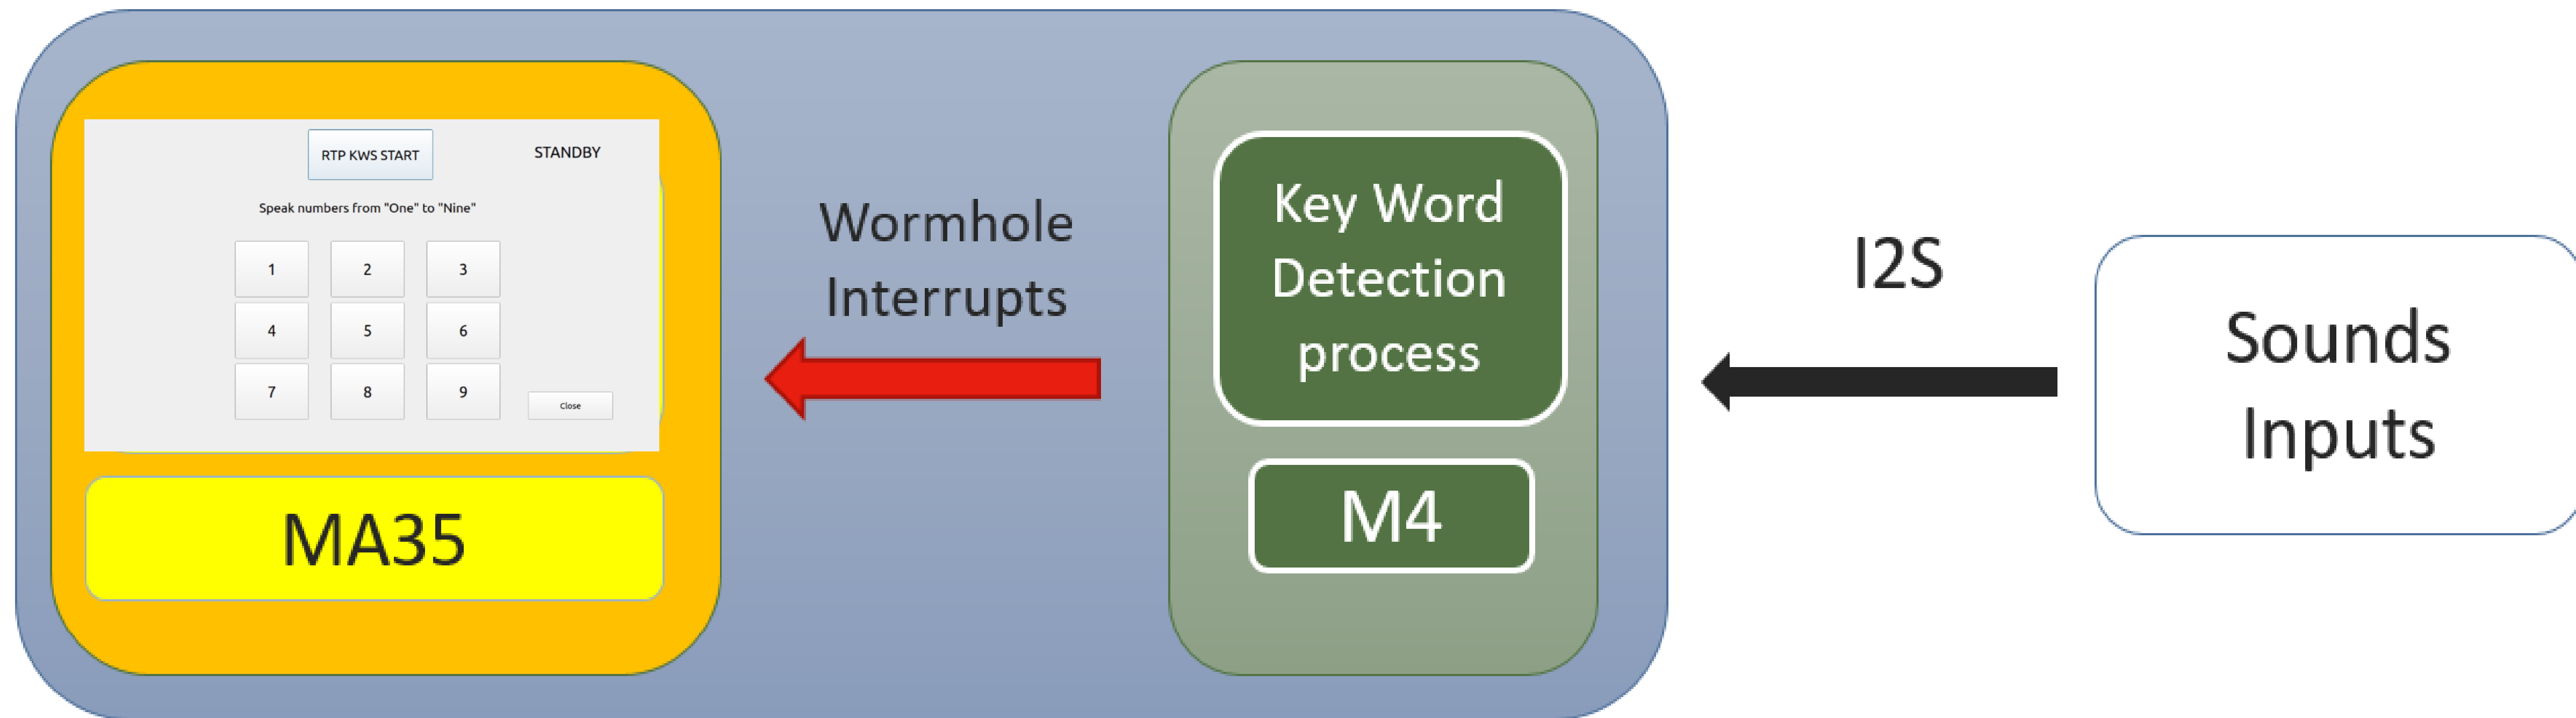 RTP KWS START
STANDBY
Speak numbers from "One" to "Nine"
1 2 3
4 5 6
7 8 9
Close
MA35
Wormhole
Interrupts
Key Word
Detection
process
M4
I2S
Sounds
Inputs